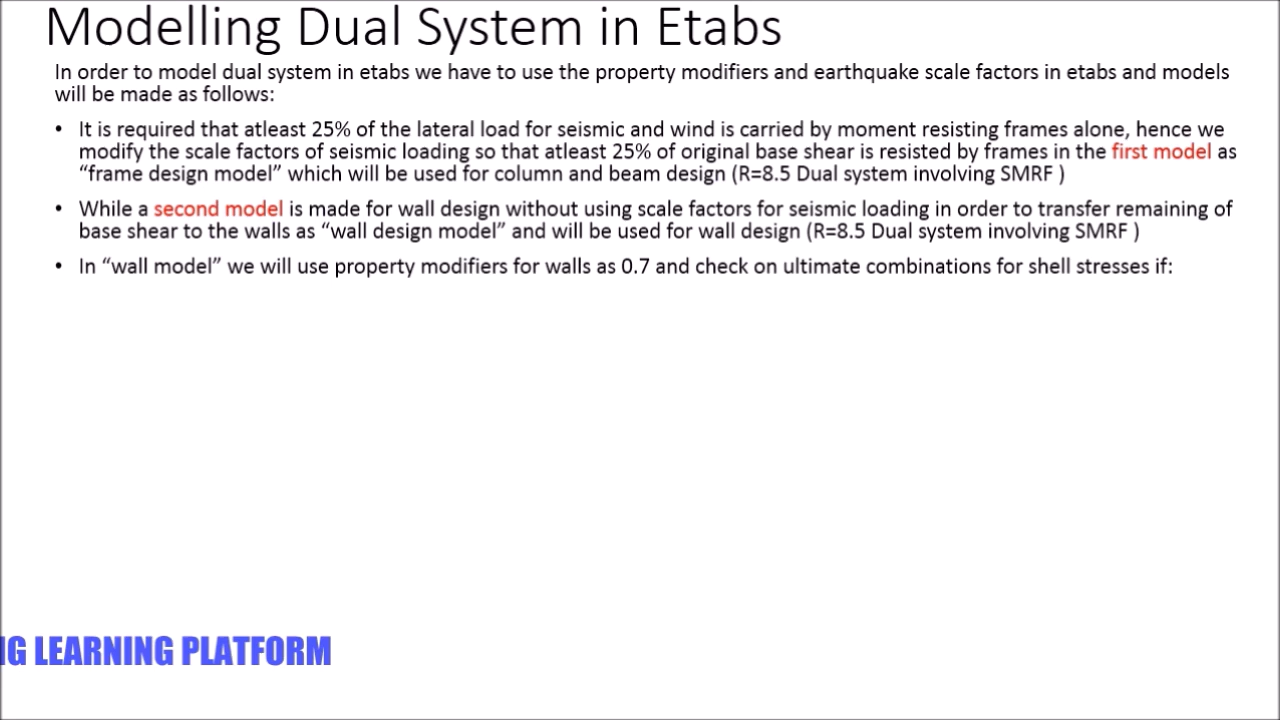 Modelling Dual System in Etabs
In order to model dual system in etabs we have to use the property modifiers and earthquake scale factors in etabs and models
will be made as follows:
• It is required that atleast 25% of the lateral load for seismic and wind is carried by moment resisting frames alone, hence we
modify the scale factors of seismic loading so that atleast 25% of original base shear is resisted by frames in the first model as
“frame design model” which will be used for column and beam design (R=8.5 Dual system involving SMRF )
• While a second model is made for wall design without using scale factors for seismic loading in order to transfer remaining of
base shear to the walls as “wall design model” and will be used for wall design (R=8.5 Dual system involving SMRF )
• In “wall model” we will use property modifiers for walls as 0.7 and check on ultimate combinations for shell stresses if:
IG LEARNING PLATFORM